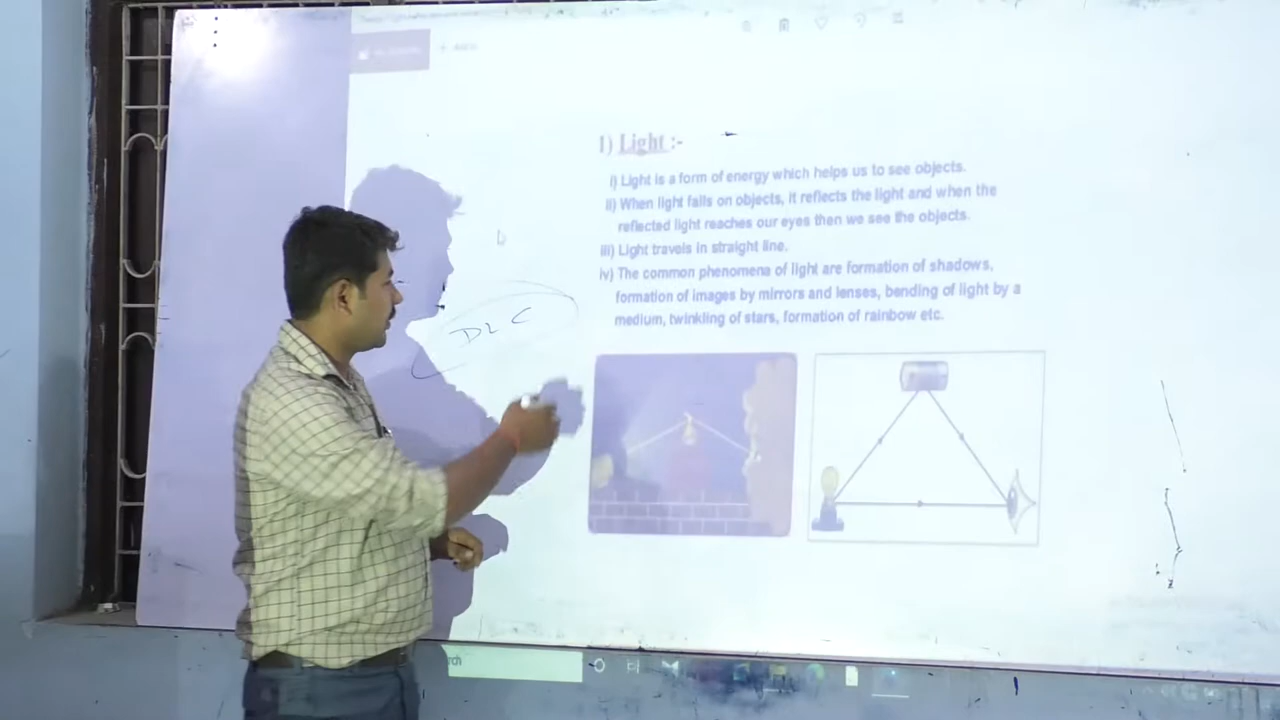 1) Light :-
i) Light is a form of energy which helps us to see objects.
ii) When light falls on objects, it reflects the light and when the
reflected light reaches our eyes then we see the objects.
iii) Light travels in straight line.
iv) The common phenomena of light are formation of shadows,
formation of images by mirrors and lenses, bending of light by a
medium, twinkling of stars, formation of rainbow etc.